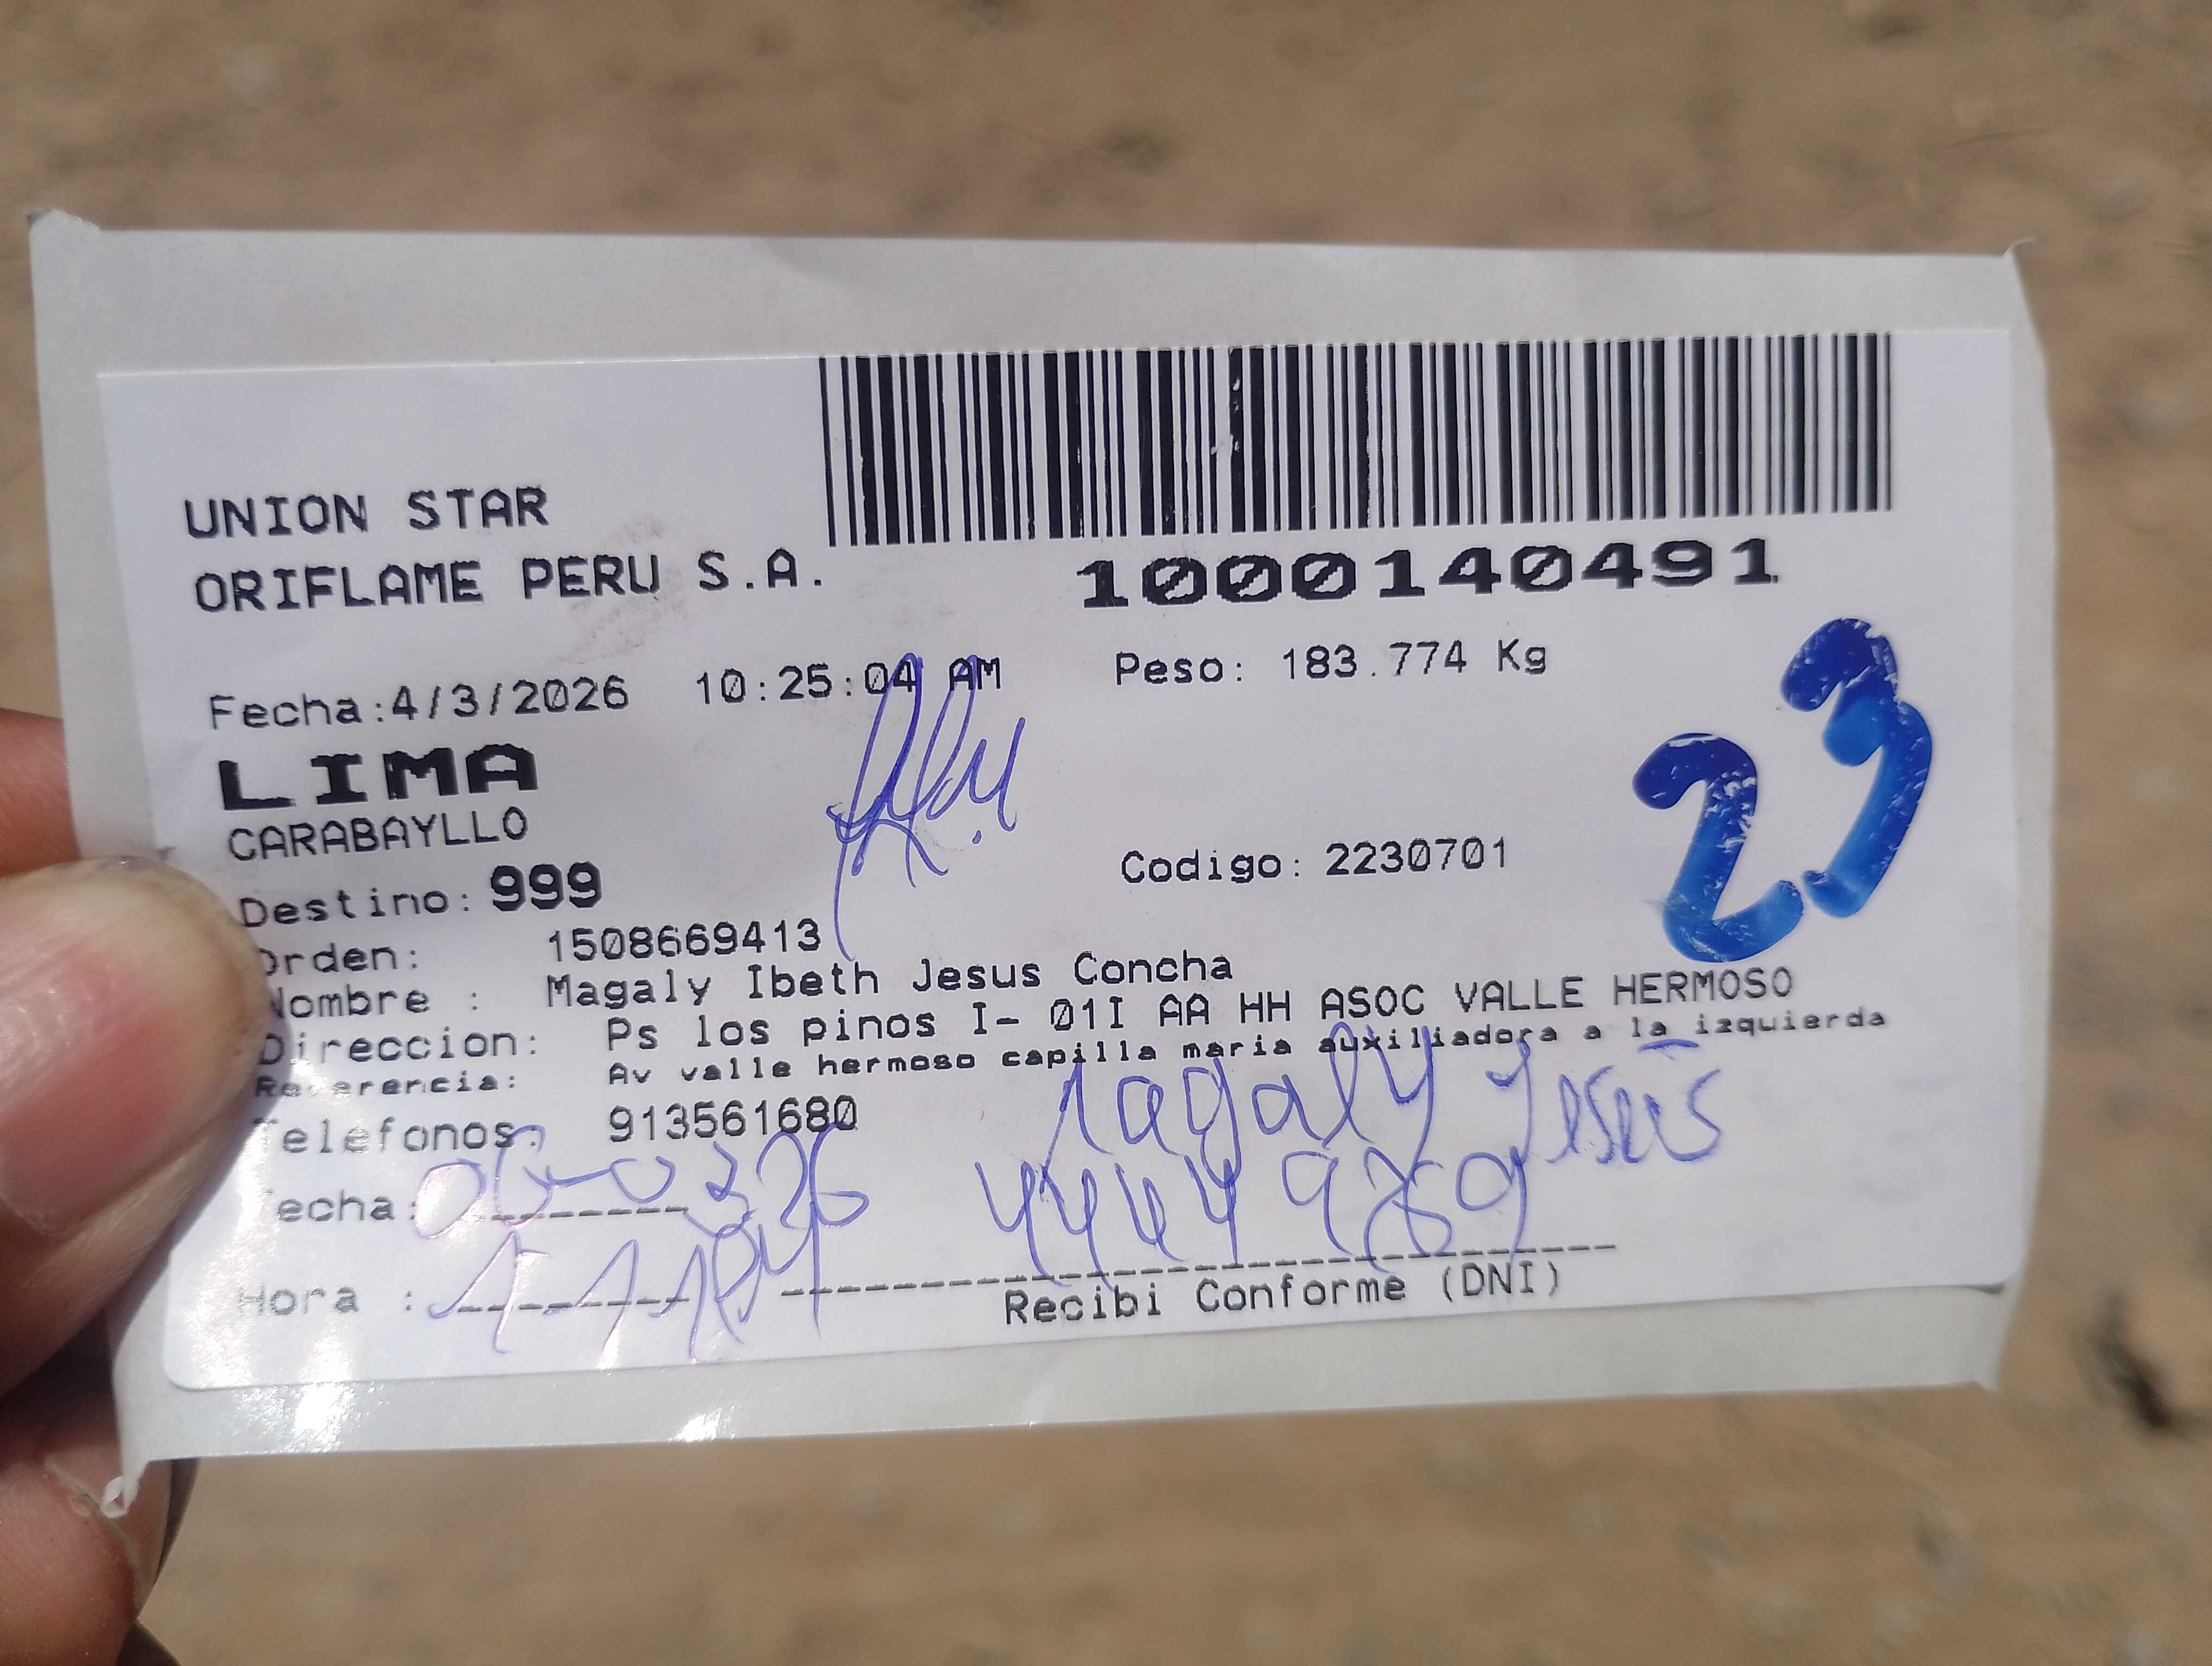 UNION STAR
ORIFLAME PERU S.A.
1000140491
Fecha:4/3/2026 10:25:04 AM Peso: 183.774 Kg
LIMA
CARABAYLLO
23
Destino: 999 Codigo: 2230701
Orden: 1508669413
Nombre : Magaly Ibeth Jesus Concha
Direccion: Ps los pinos I- 01I AA HH ASOC VALLE HERMOSO
Referencia: Av valle hermoso capilla maria auxiliadora a la izquierda
Telefonos: 913561680
Magaly Jesus
Fecha:
Hora :
Recibi Conforme (DNI)